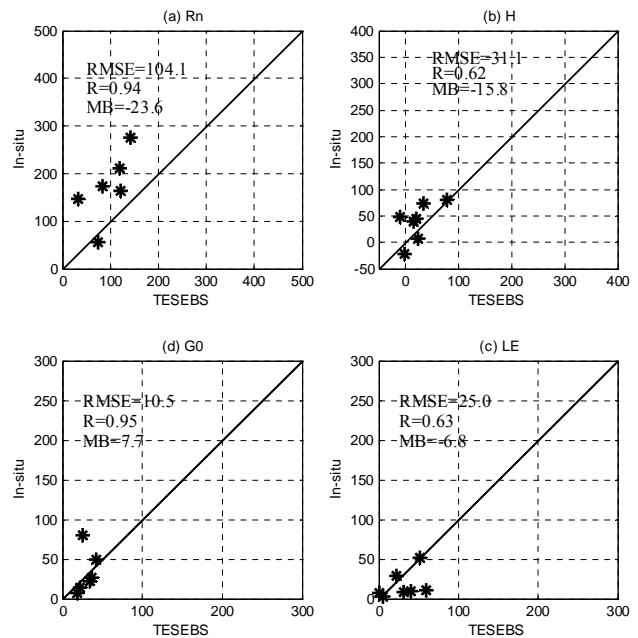 (a) Rn
500
400
300
200
100
0
In-situ
RMSE=104.1
R=0.94
MB=-23.6
0 100 200 300 400 500
TESEBS
(b) H
400
350
300
250
200
150
100
50
0
-50
In-situ
RMSE=31.1
R=0.62
MB=-15.8
0 100 200 300 400
TESEBS
(d) G0
300
250
200
150
100
50
0
In-situ
RMSE=10.5
R=0.95
MB=7.7
0 100 200 300
TESEBS
(c) LE
300
250
200
150
100
50
0
In-situ
RMSE=25.0
R=0.63
MB=-6.8
0 100 200 300
TESEBS